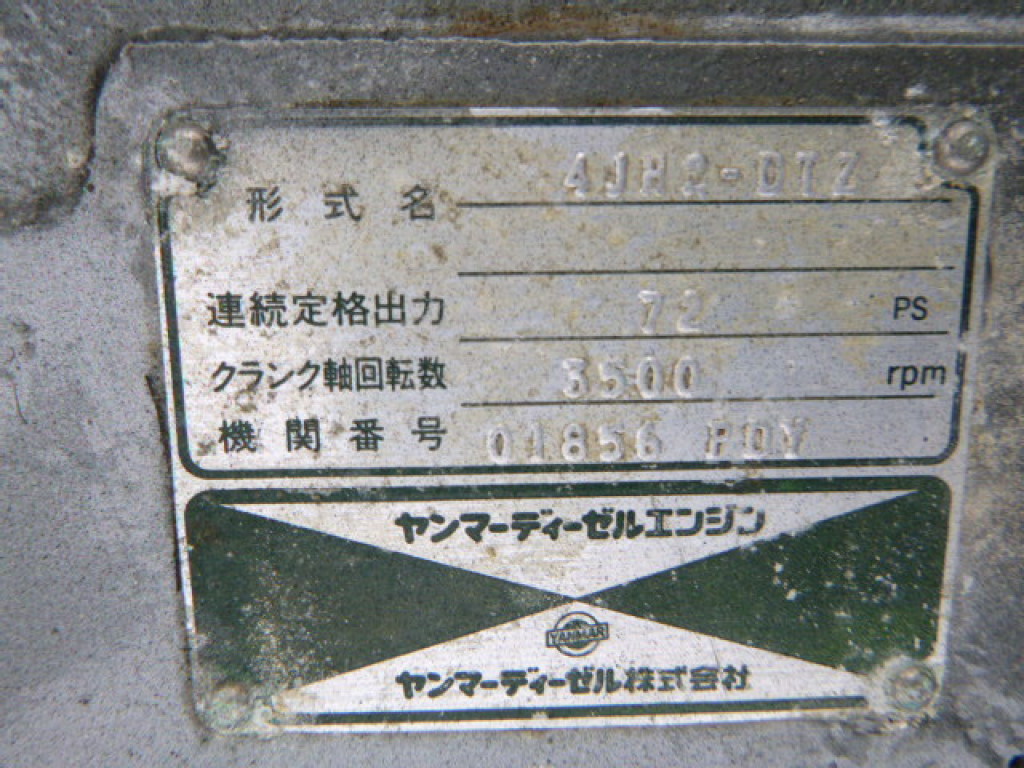 形式名 4JH2-DTZ
連続定格出力 72 PS
クランク軸回転数 3500 rpm
機関番号 01856 PDY
ヤンマーディーゼルエンジン
YANMAR
ヤンマーディーゼル株式会社